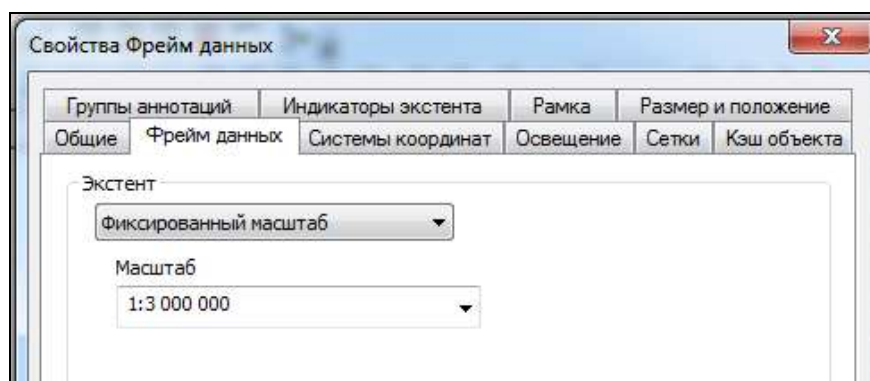 Свойства Фрейм данных
Группы аннотаций Индикаторы экстента Рамка Размер и положение
Общие Фрейм данных Системы координат Освещение Сетки Кэш объекта
Экстент
Фиксированный масштаб
Масштаб
1:3 000 000